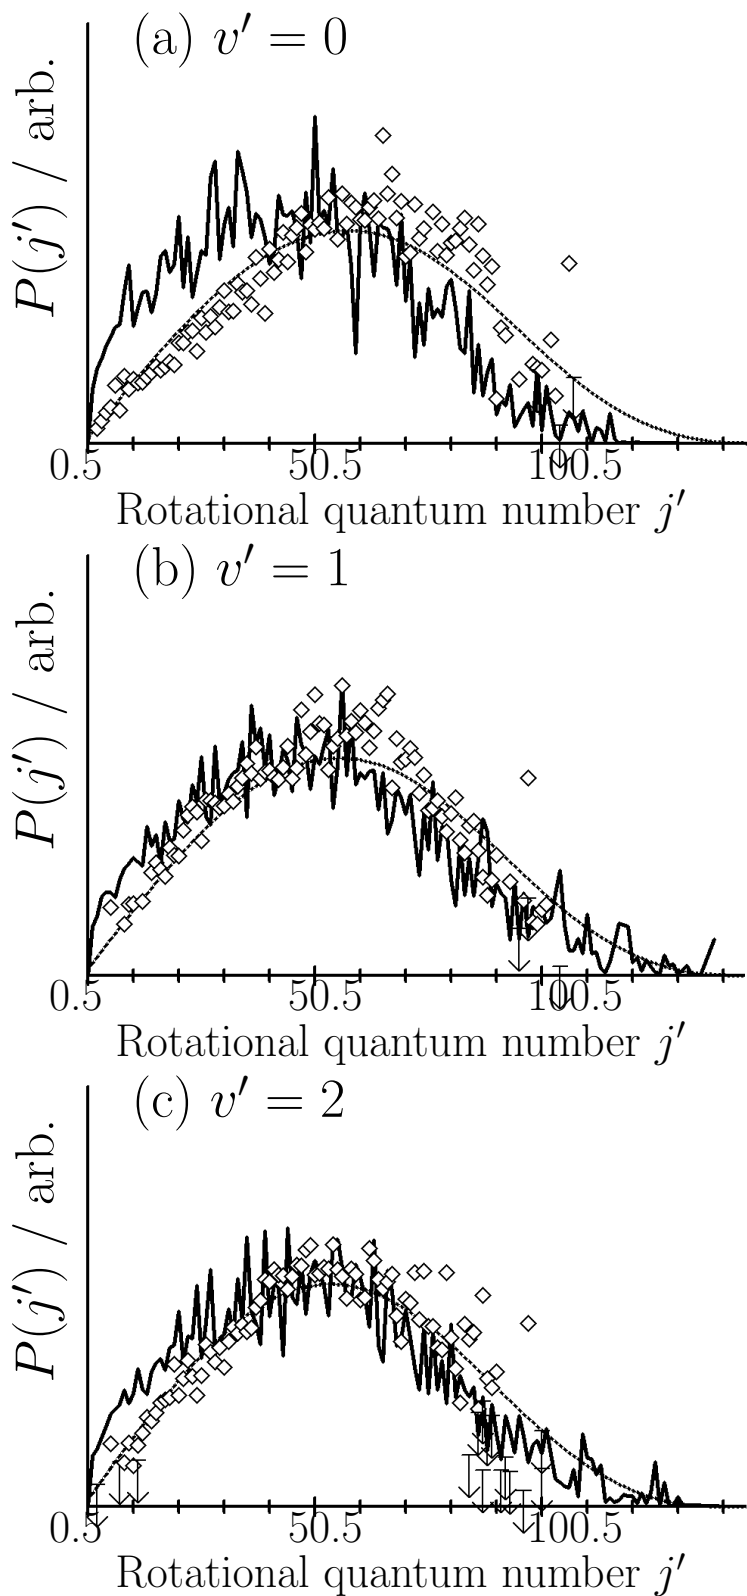 (a) v′ = 0
P(j′) / arb.
0.5 50.5 100.5
Rotational quantum number j′
(b) v′ = 1
P(j′) / arb.
0.5 50.5 100.5
Rotational quantum number j′
(c) v′ = 2
P(j′) / arb.
0.5 50.5 100.5
Rotational quantum number j′